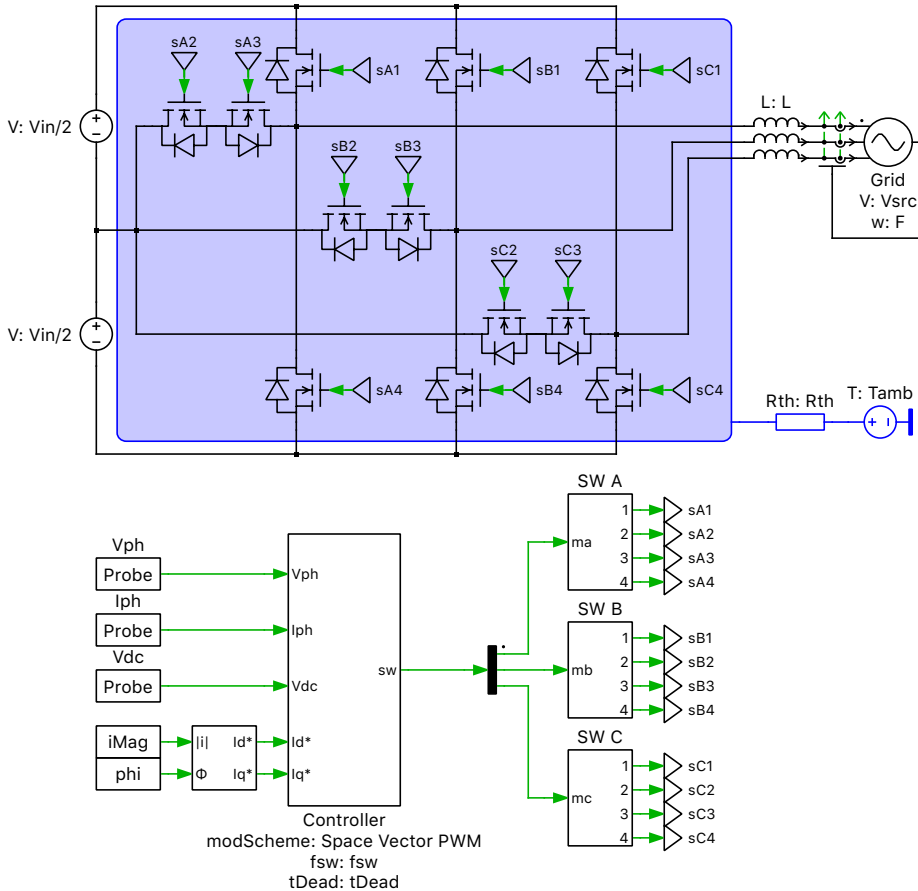 sA2 sA3
sA1 sB1 sC1
L: L
V: Vin/2
sB2 sB3
Grid
V: Vsrc
w: F
sC2 sC3
V: Vin/2
sA4 sB4 sC4
Rth: Rth T: Tamb
SW A
ma 1 sA1
2 sA2
3 sA3
4 sA4
Vph
Probe Vph
Iph
Probe Iph
Vdc
Probe Vdc
sw
SW B
mb 1 sB1
2 sB2
3 sB3
4 sB4
iMag |i| Id* Id*
phi Φ Iq* Iq*
SW C
mc 1 sC1
2 sC2
3 sC3
4 sC4
Controller
modScheme: Space Vector PWM
fsw: fsw
tDead: tDead